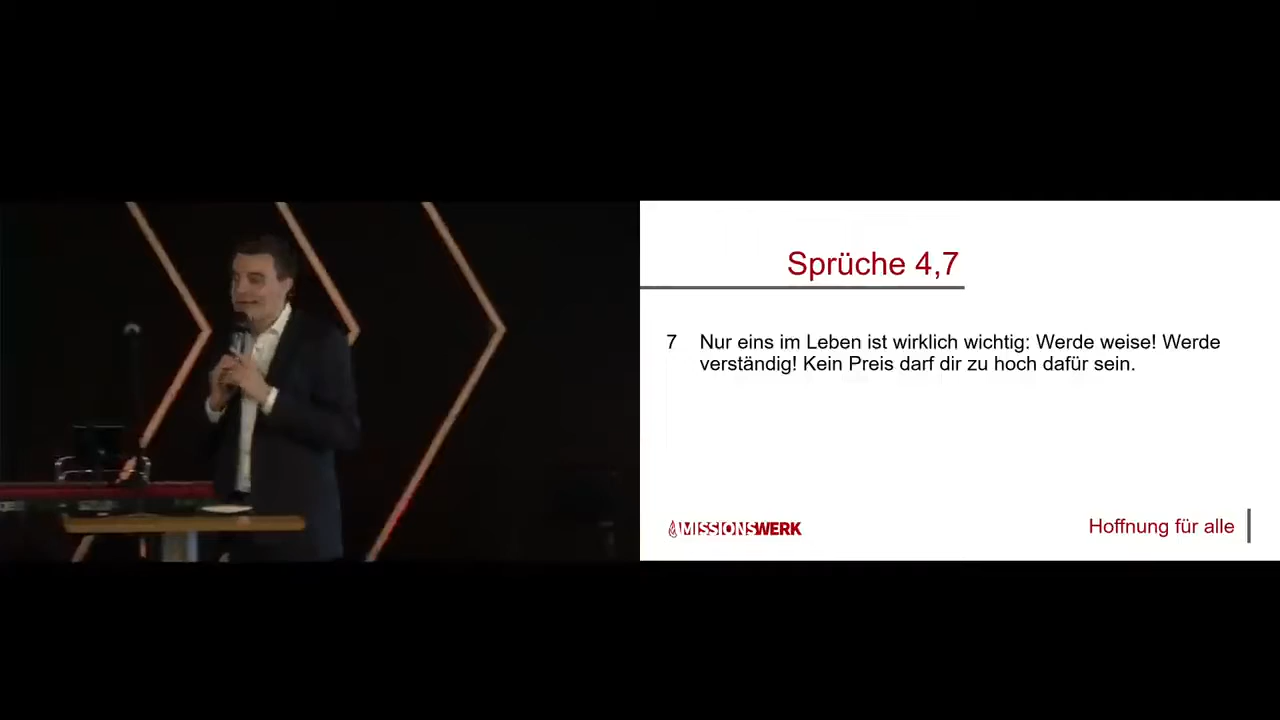 Sprüche 4,7
7 Nur eins im Leben ist wirklich wichtig: Werde weise! Werde
verständig! Kein Preis darf dir zu hoch dafür sein.
MISSIONSWERK
Hoffnung für alle